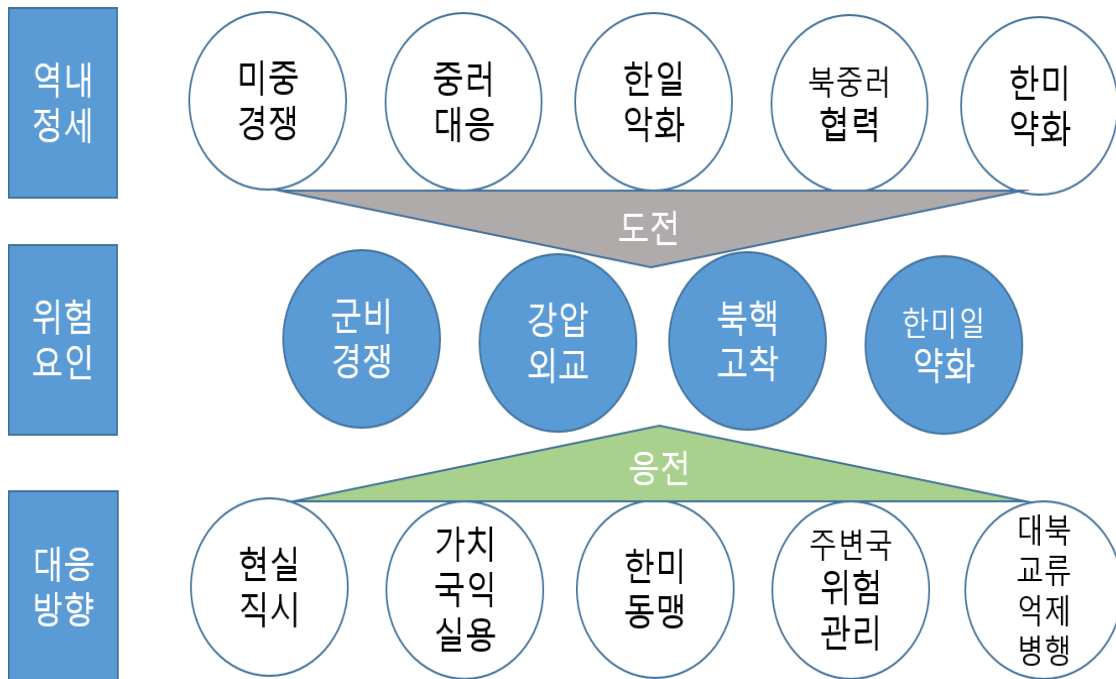 역내
정세
미중
경쟁
중러
대응
한일
악화
북중러
협력
한미
약화
도전
위험
요인
군비
경쟁
강압
외교
북핵
고착
한미일
약화
응전
대응
방향
현실
직시
가치
국익
실용
한미
동맹
주변국
위험
관리
대북
교류
억제
병행